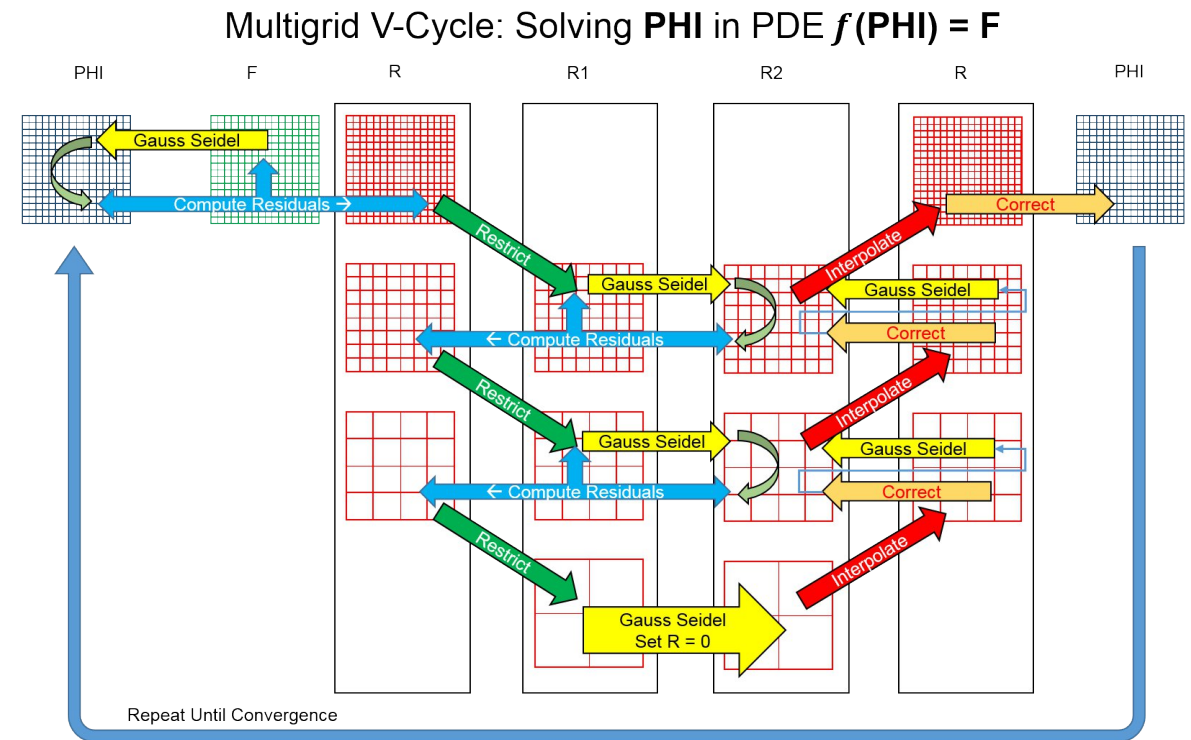 Multigrid V-Cycle: Solving PHI in PDE f(PHI) = F
PHI
F
R
R1
R2
R
PHI
Gauss Seidel
Compute Residuals →
Correct
Restrict
Interpolate
Gauss Seidel
Gauss Seidel
← Compute Residuals
Correct
Restrict
Interpolate
Gauss Seidel
Gauss Seidel
← Compute Residuals
Correct
Restrict
Interpolate
Gauss Seidel
Set R = 0
Repeat Until Convergence